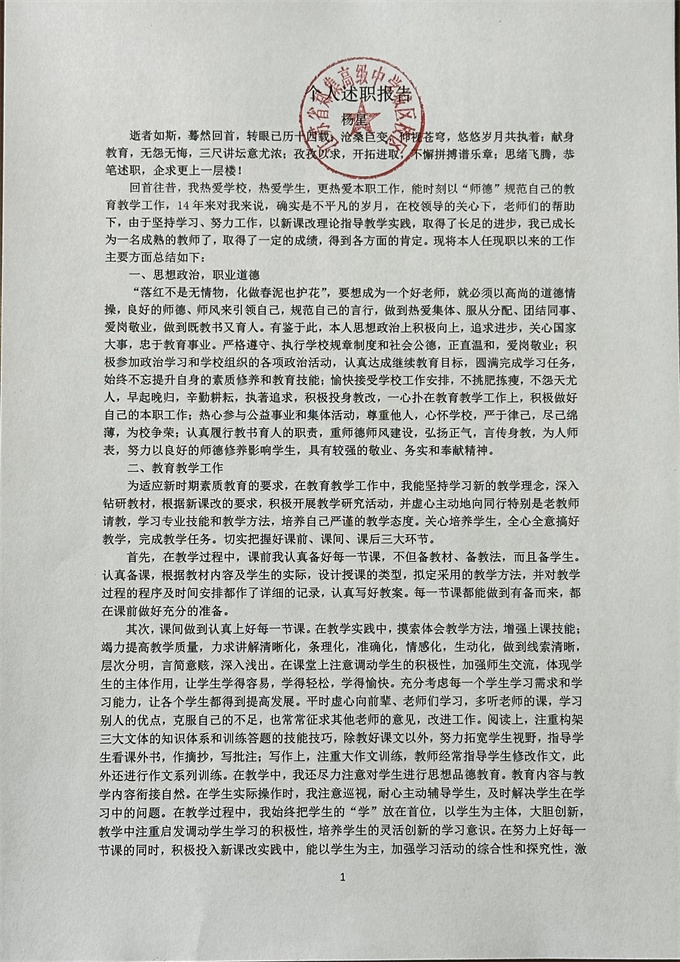 个人述职报告
杨星
逝者如斯，蓦然回首，转眼已历十四载，沧桑巨变，仰视苍穹，悠悠岁月共执着：献身
教育，无怨无悔，三尺讲坛意尤浓；孜孜以求，开拓进取，不懈拼搏谱乐章；思绪飞腾，恭
笔述职，企求更上一层楼！
回首往昔，我热爱学校，热爱学生，更热爱本职工作，能时刻以“师德”规范自己的教
育教学工作，14 年来对我来说，确实是不平凡的岁月，在校领导的关心下，老师们的帮助
下，由于坚持学习、努力工作，以新课改理论指导教学实践，取得了长足的进步，我已成长
为一名成熟的教师了，取得了一定的成绩，得到各方面的肯定。现将本人任现职以来的工作
主要方面总结如下：
一、思想政治，职业道德
“落红不是无情物，化做春泥也护花”，要想成为一个好老师，就必须以高尚的道德情
操，良好的师德、师风来引领自己，规范自己的言行，做到热爱集体、服从分配、团结同事、
爱岗敬业，做到既教书又育人。有鉴于此，本人思想政治上积极向上，追求进步，关心国家
大事，忠于教育事业。严格遵守、执行学校规章制度和社会公德，正直温和，爱岗敬业；积
极参加政治学习和学校组织的各项政治活动，认真达成继续教育目标，圆满完成学习任务，
始终不忘提升自身的素质修养和教育技能；愉快接受学校工作安排，不挑肥拣瘦，不怨天尤
人，早起晚归，辛勤耕耘，执著追求，积极投身教改，一心扑在教育教学工作上，积极做好
自己的本职工作；热心参与公益事业和集体活动，尊重他人，心怀学校，严于律己，尽己绵
薄，为校争荣；认真履行教书育人的职责，重师德师风建设，弘扬正气，言传身教，为人师
表，努力以良好的师德修养影响学生，具有较强的敬业、务实和奉献精神。
二、教育教学工作
为适应新时期素质教育的要求，在教育教学工作中，我能坚持学习新的教学理念，深入
钻研教材，根据新课改的要求，积极开展教学研究活动，并虚心主动地向同行特别是老教师
请教，学习专业技能和教学方法，培养自己严谨的教学态度。关心培养学生，全心全意搞好
教学，完成教学任务。切实把握好课前、课间、课后三大环节。
首先，在教学过程中，课前我认真备好每一节课，不但备教材、备教法，而且备学生。
认真备课，根据教材内容及学生的实际，设计授课的类型，拟定采用的教学方法，并对教学
过程的程序及时间安排都作了详细的记录，认真写好教案。每一节课都能做到有备而来，都
在课前做好充分的准备。
其次，课间做到认真上好每一节课。在教学实践中，摸索体会教学方法，增强上课技能；
竭力提高教学质量，力求讲解清晰化，条理化，准确化，情感化，生动化，做到线索清晰，
层次分明，言简意赅，深入浅出。在课堂上注意调动学生的积极性，加强师生交流，体现学
生的主体作用，让学生学得容易，学得轻松，学得愉快。充分考虑每一个学生学习需求和学
习能力，让各个学生都得到提高发展。平时虚心向前辈、老师们学习，多听老师的课，学习
别人的优点，克服自己的不足，也常常征求其他老师的意见，改进工作。阅读上，注重构架
三大文体的知识体系和训练答题的技能技巧，除教好课文以外，努力拓宽学生视野，指导学
生看课外书，作摘抄，写批注；写作上，注重大作文训练，教师经常指导学生修改作文，此
外还进行作文系列训练。在教学中，我还尽力注意对学生进行思想品德教育。教育内容与教
学内容衔接自然。在学生实际操作时，我注意巡视，耐心主动辅导学生，及时解决学生在学
习中的问题。在教学过程中，我始终把学生的“学”放在首位，以学生为主体，大胆创新，
教学中注重启发调动学生学习的积极性，培养学生的灵活创新的学习意识。在努力上好每一
节课的同时，积极投入新课改实践中，能以学生为主，加强学习活动的综合性和探究性，激
1